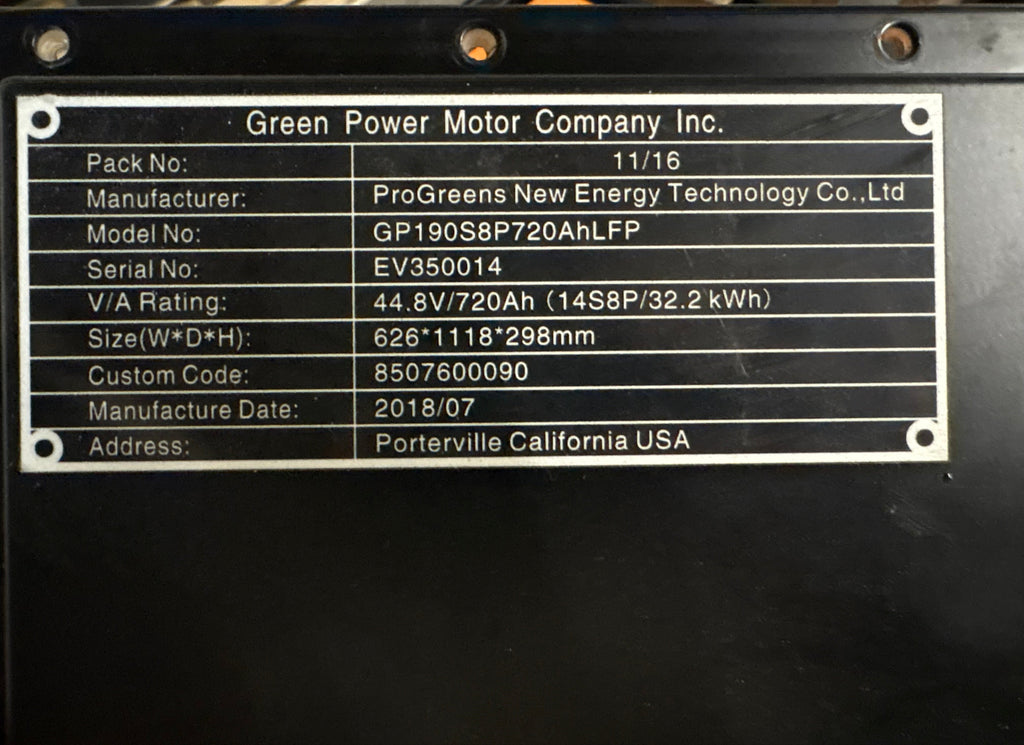 Green Power Motor Company Inc.
Pack No: 11/16
Manufacturer: ProGreens New Energy Technology Co.,Ltd
Model No: GP190S8P720AhLFP
Serial No: EV350014
V/A Rating: 44.8V/720Ah (14S8P/32.2 kWh)
Size(W*D*H): 626*1118*298mm
Custom Code: 8507600090
Manufacture Date: 2018/07
Address: Porterville California USA